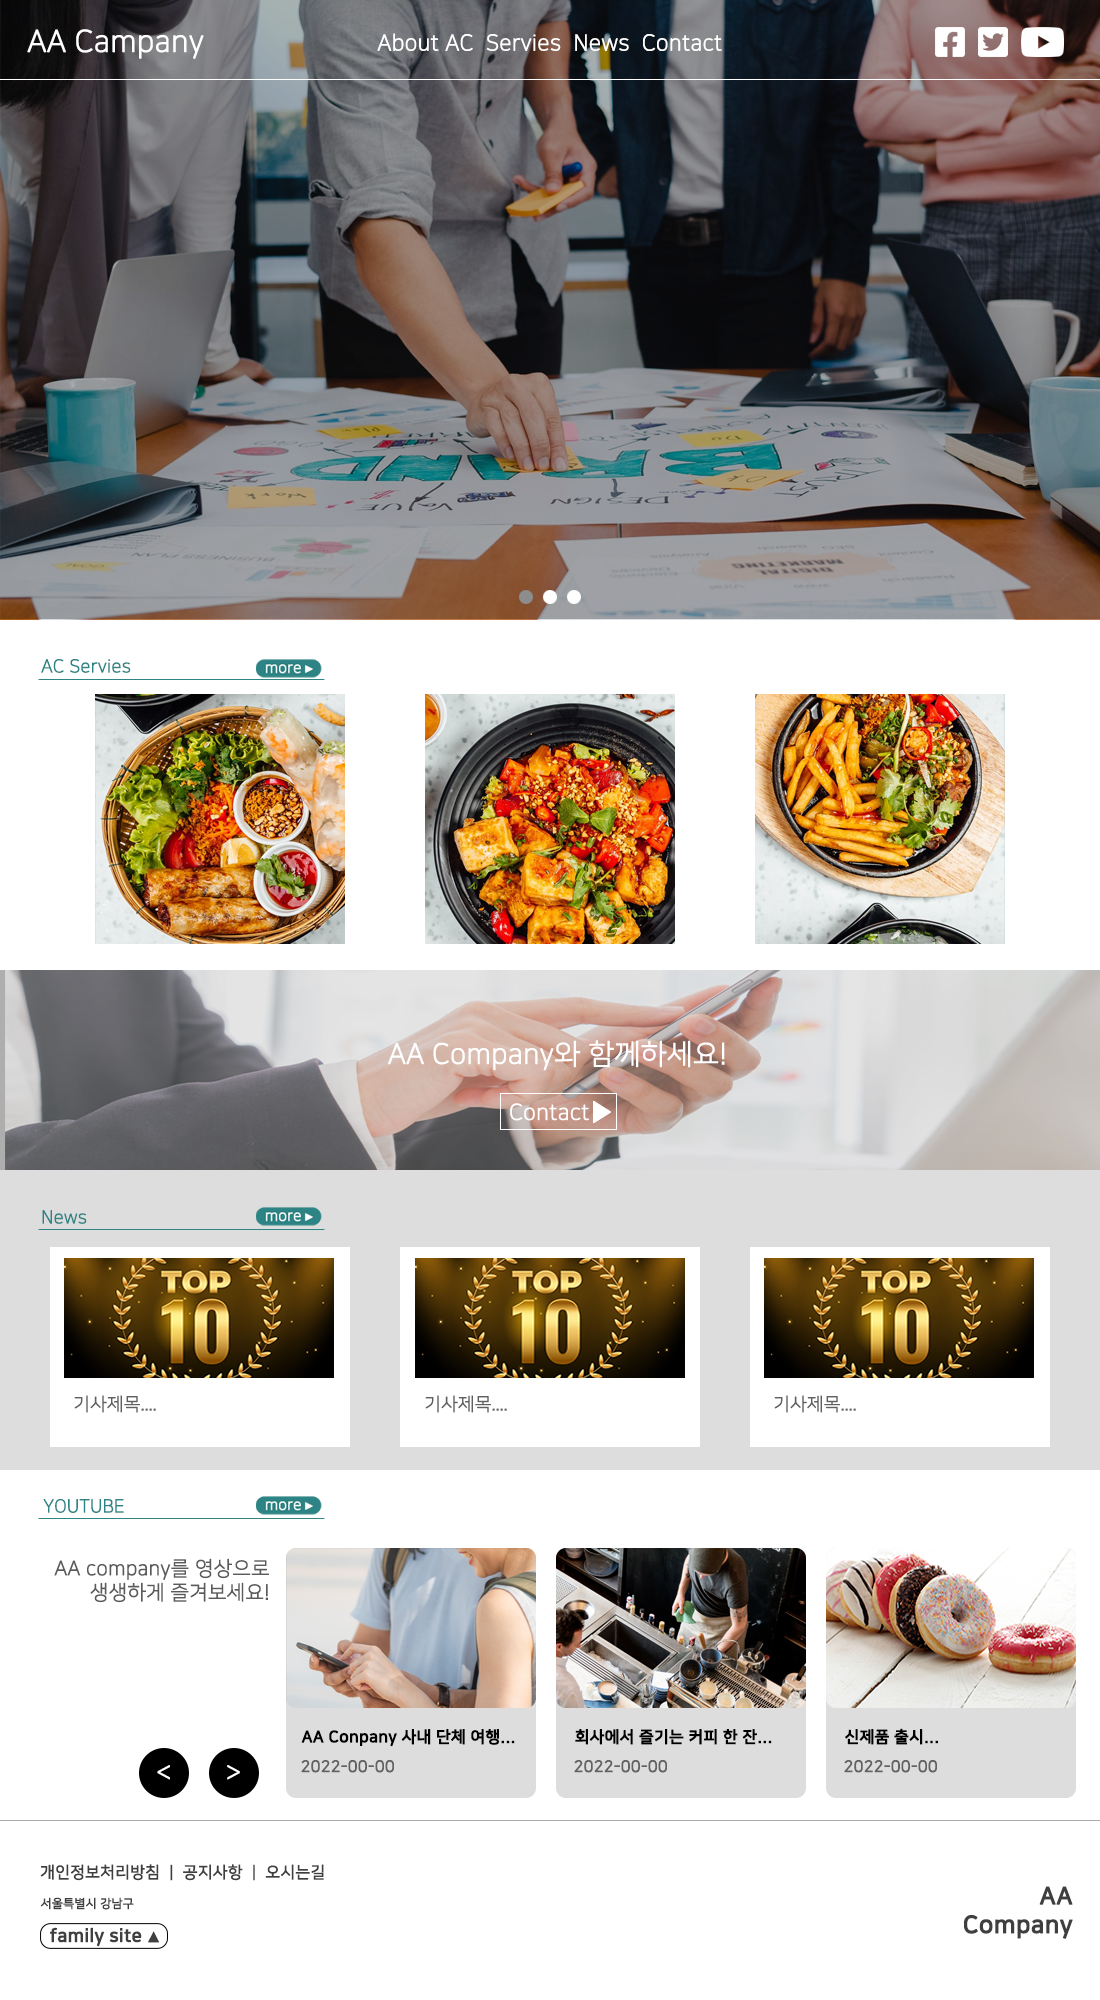 AA Campany
About AC Servies News Contact
BRAND
VALUE
DESIGN
DIGITAL
MARKETING
AC Servies
more ▶
AA Company와 함께하세요!
Contact ▶
News
more ▶
TOP
10
TOP
10
TOP
10
기사제목....
기사제목....
기사제목....
YOUTUBE
more ▶
AA company를 영상으로
생생하게 즐겨보세요!
< >
AA Conpany 사내 단체 여행...
2022-00-00
회사에서 즐기는 커피 한 잔...
2022-00-00
신제품 출시...
2022-00-00
개인정보처리방침 | 공지사항 | 오시는길
서울특별시 강남구
family site ▲
AA
Company